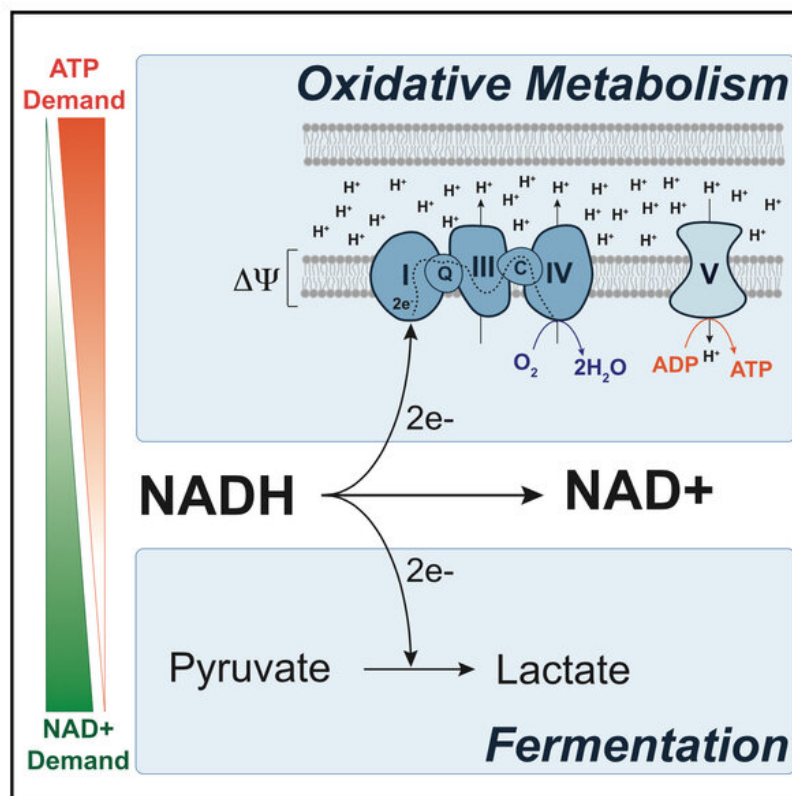 ATP
Demand
Oxidative Metabolism
H⁺ H⁺ H⁺ H⁺ H⁺ H⁺ H⁺ H⁺ H⁺ H⁺ H⁺ H⁺
H⁺ H⁺ H⁺ H⁺ H⁺ H⁺ H⁺ H⁺ H⁺
H⁺ H⁺ H⁺ H⁺ H⁺ H⁺ H⁺
ΔΨ
I Q III C IV V
2e-
O₂ 2H₂O ADP H⁺ ATP
2e-
NADH NAD+
2e-
Pyruvate Lactate
NAD+
Demand
Fermentation